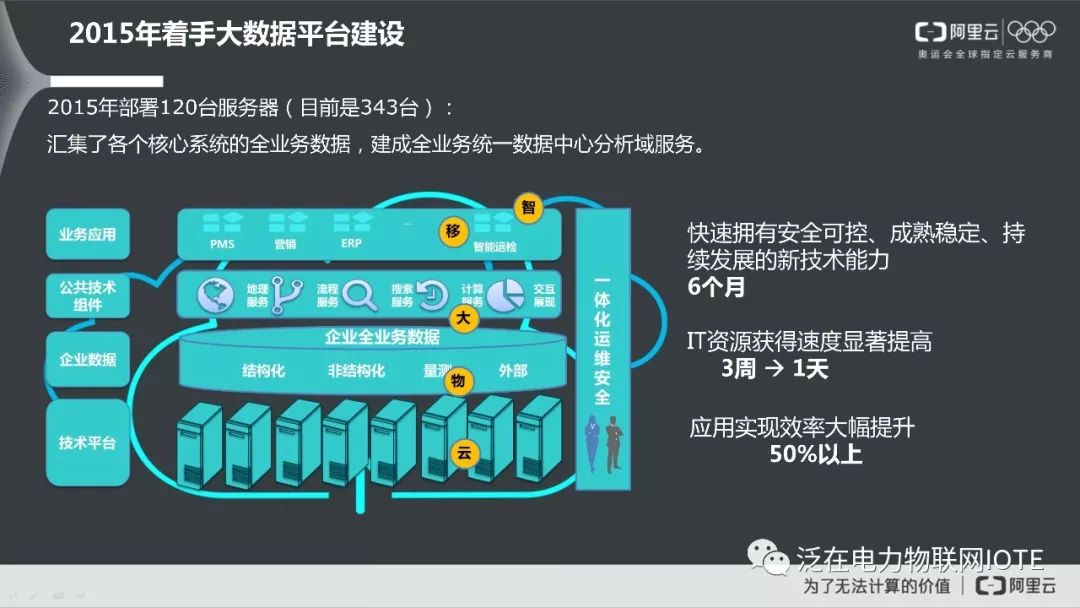 2015年着手大数据平台建设
阿里云
奥运会全球指定云服务商
2015年部署120台服务器（目前是343台）：
汇集了各个核心系统的全业务数据，建成全业务统一数据中心分析域服务。
业务应用
PMS
营销
ERP
...
移
智
智能运检
公共技术
组件
地理
服务
流程
服务
搜索
服务
计算
服务
交互
展现
大
企业数据
企业全业务数据
结构化
非结构化
量测
外部
物
技术平台
云
一体化运维安全
快速拥有安全可控、成熟稳定、持
续发展的新技术能力
6个月
IT资源获得速度显著提高
3周 → 1天
应用实现效率大幅提升
50%以上
泛在电力物联网IOTE
为了无法计算的价值
阿里云